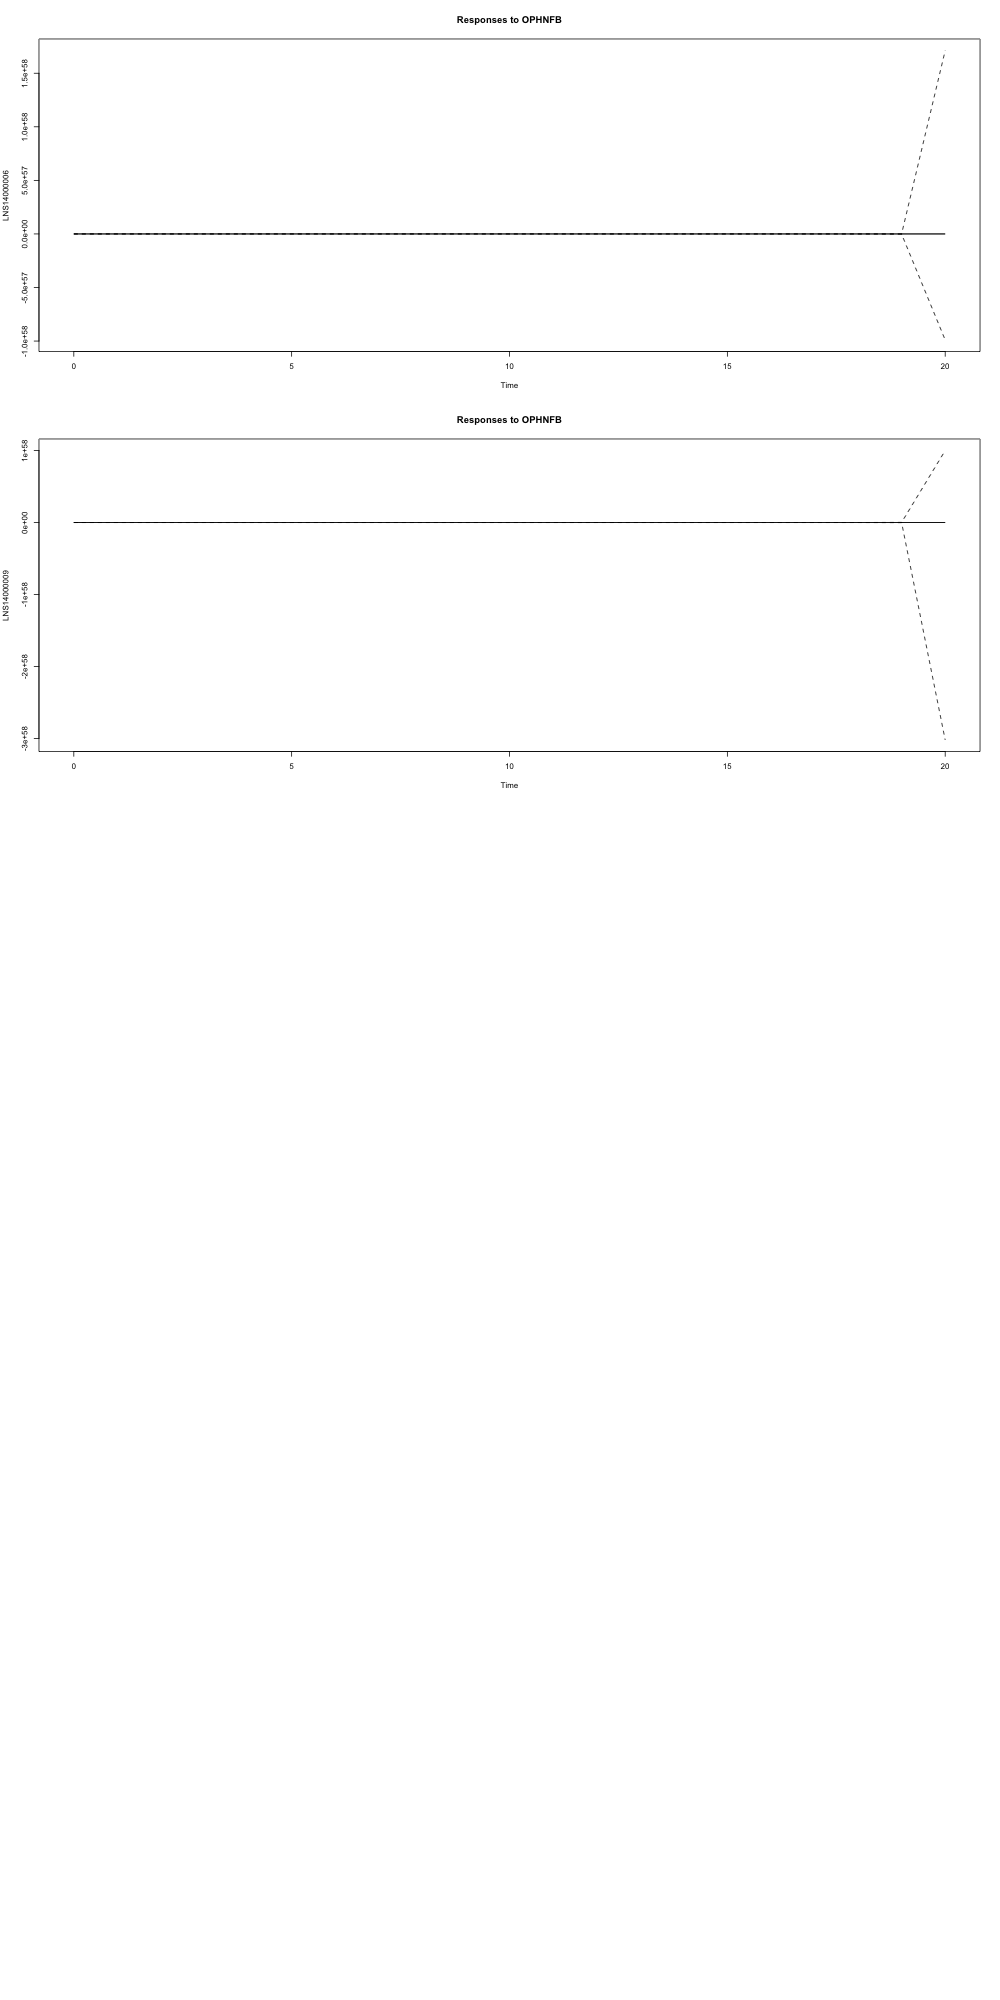 Responses to OPHNFB
1.5e+58
1.0e+58
5.0e+57
0.0e+00
-5.0e+57
-1.0e+58
LNS14000006
0
5
10
15
20
Time
Responses to OPHNFB
1e+58
0e+00
-1e+58
-2e+58
-3e+58
LNS14000009
0
5
10
15
20
Time